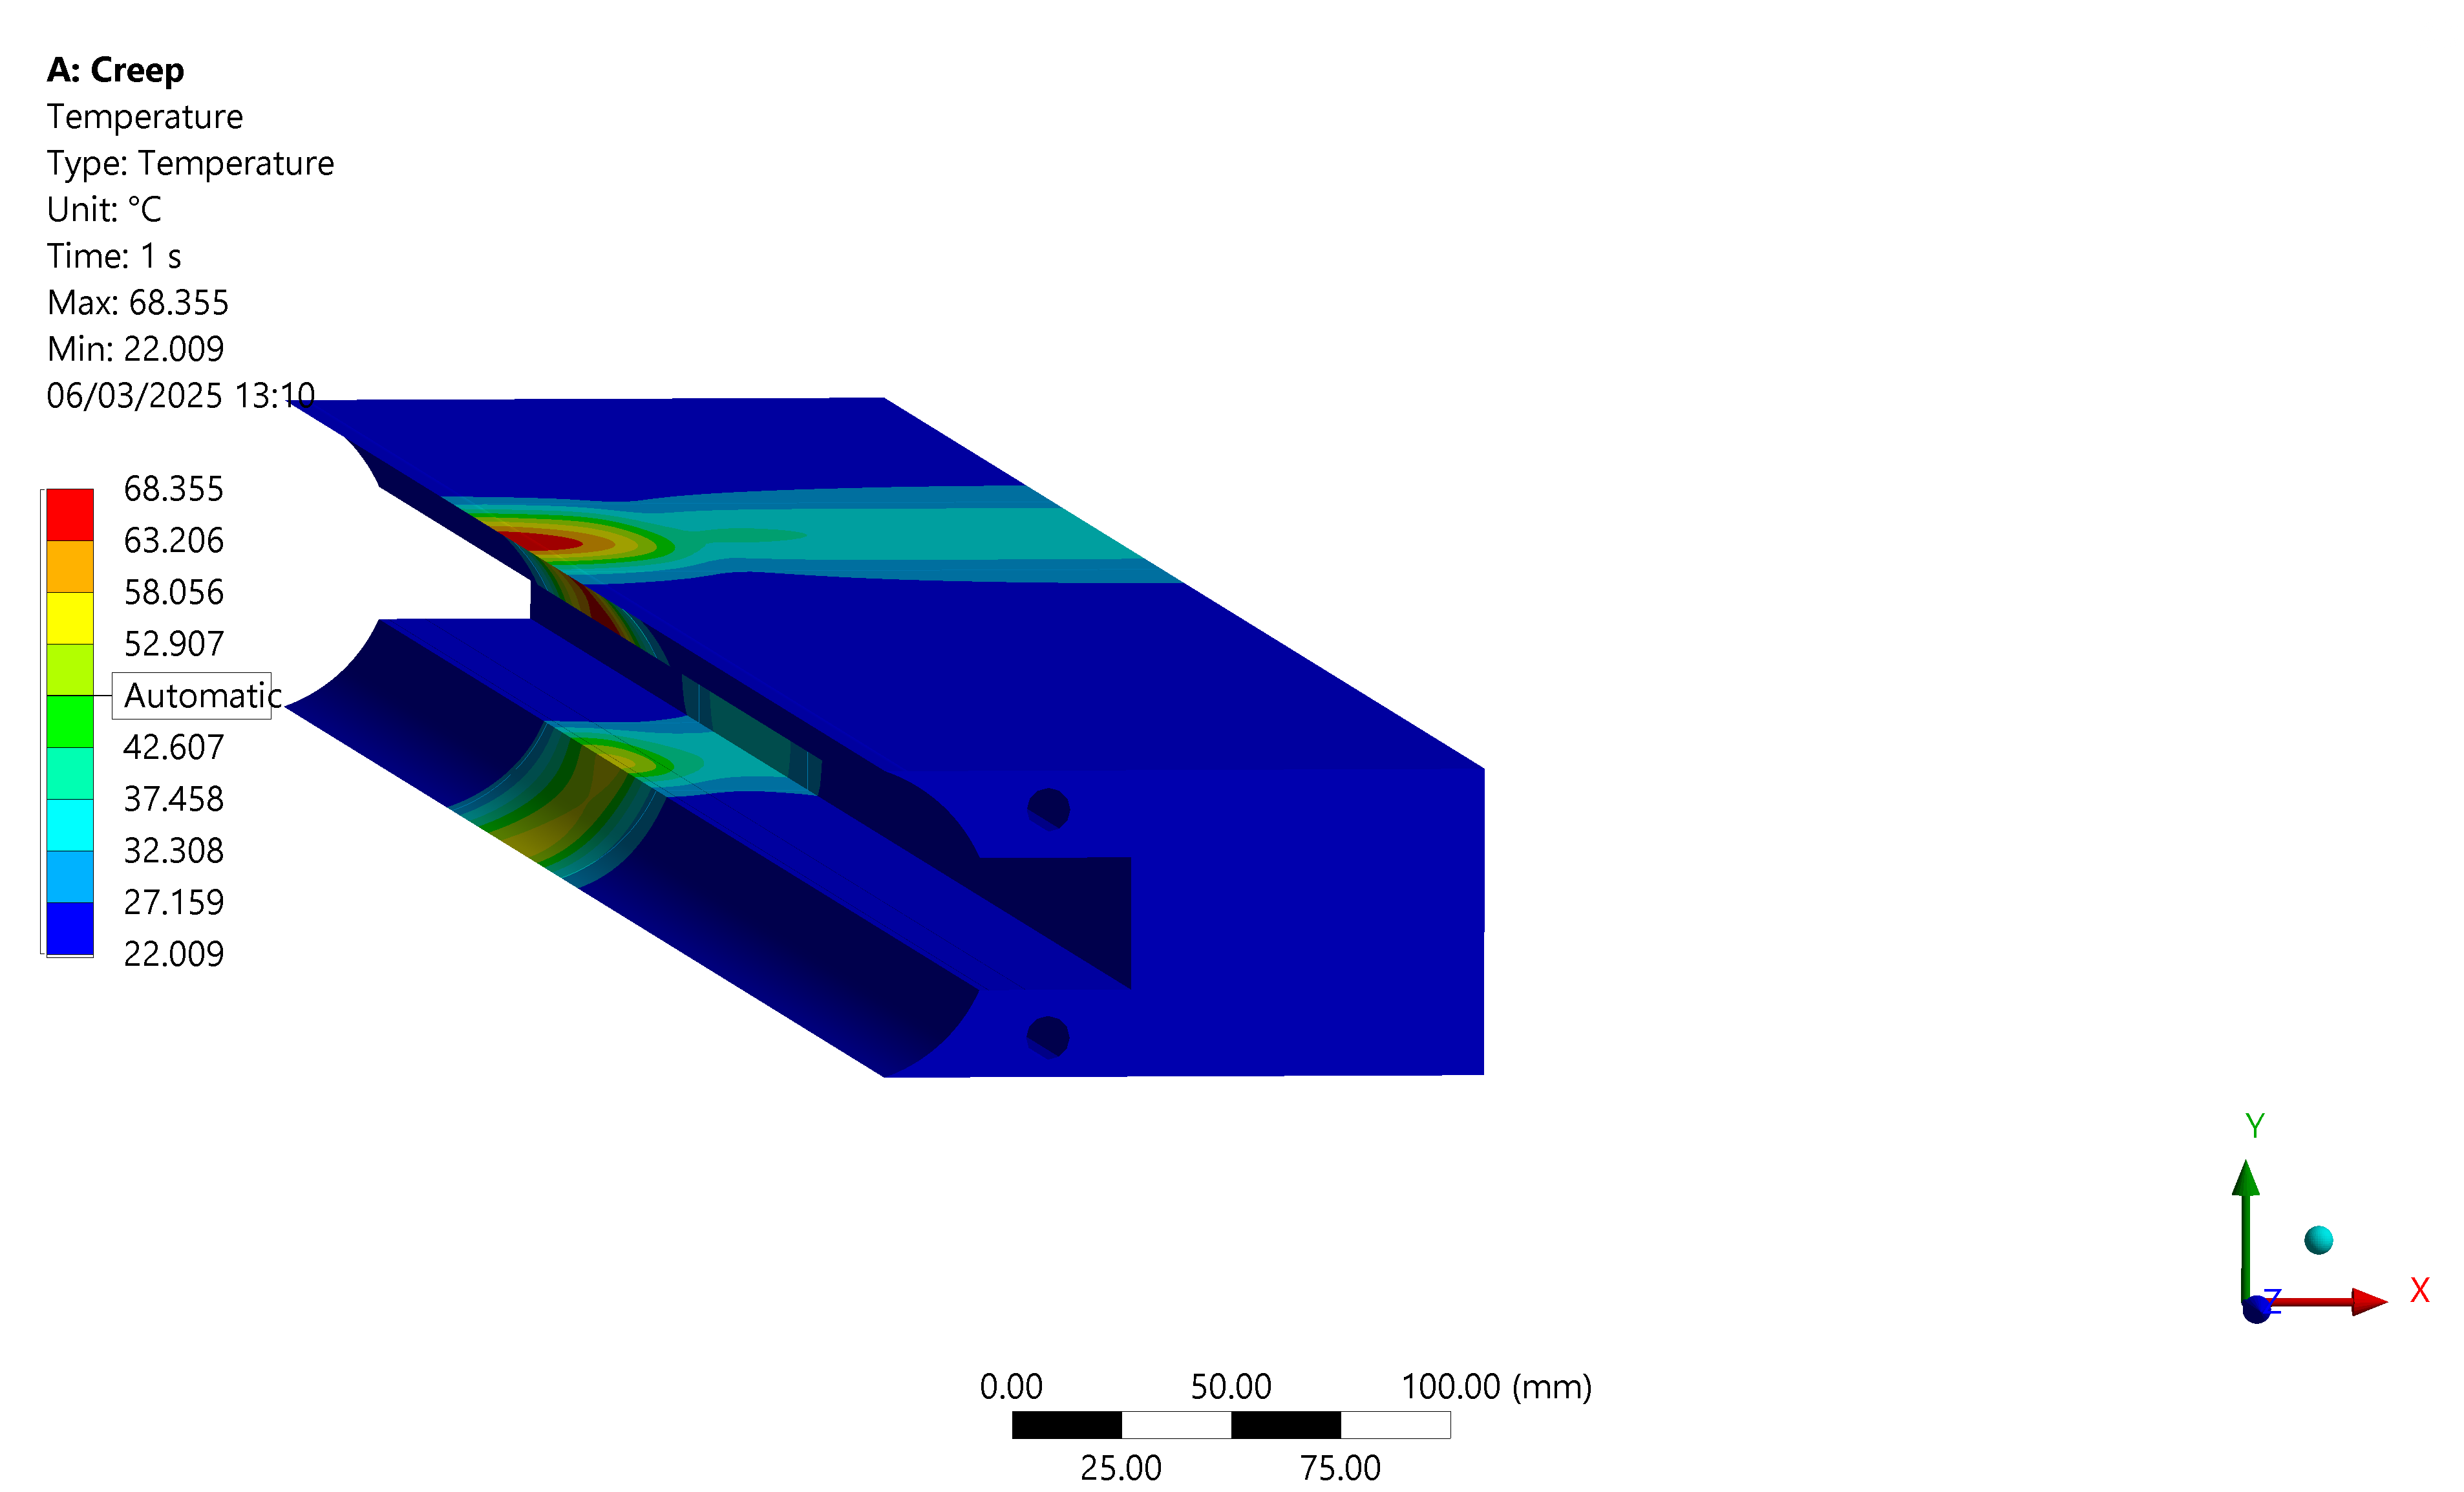 A: Creep
Temperature
Type: Temperature
Unit: °C
Time: 1 s
Max: 68.355
Min: 22.009
06/03/2025 13:10
68.355
63.206
58.056
52.907
Automatic
42.607
37.458
32.308
27.159
22.009
Y
X
Z
0.00 50.00 100.00 (mm)
25.00 75.00